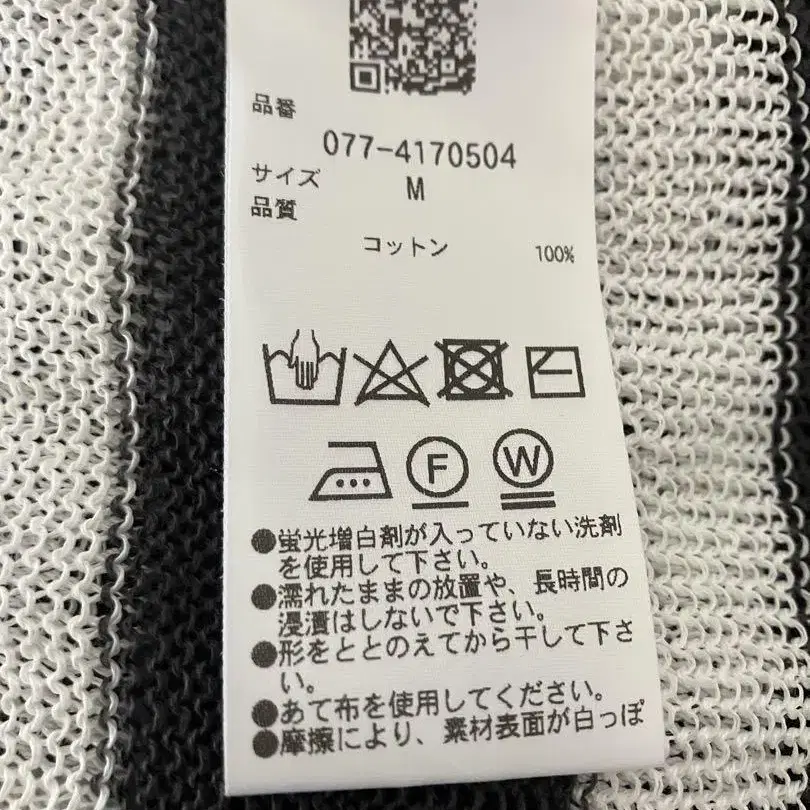 品番
077-4170504
サイズ M
品質
コットン 100%
F W
●蛍光増白剤が入っていない洗剤
を使用して下さい。
●濡れたままの放置や、長時間の
浸漬はしないで下さい。
●形をととのえてから干して下さ
い。
●あて布を使用してください。
●摩擦により、素材表面が白っぽ